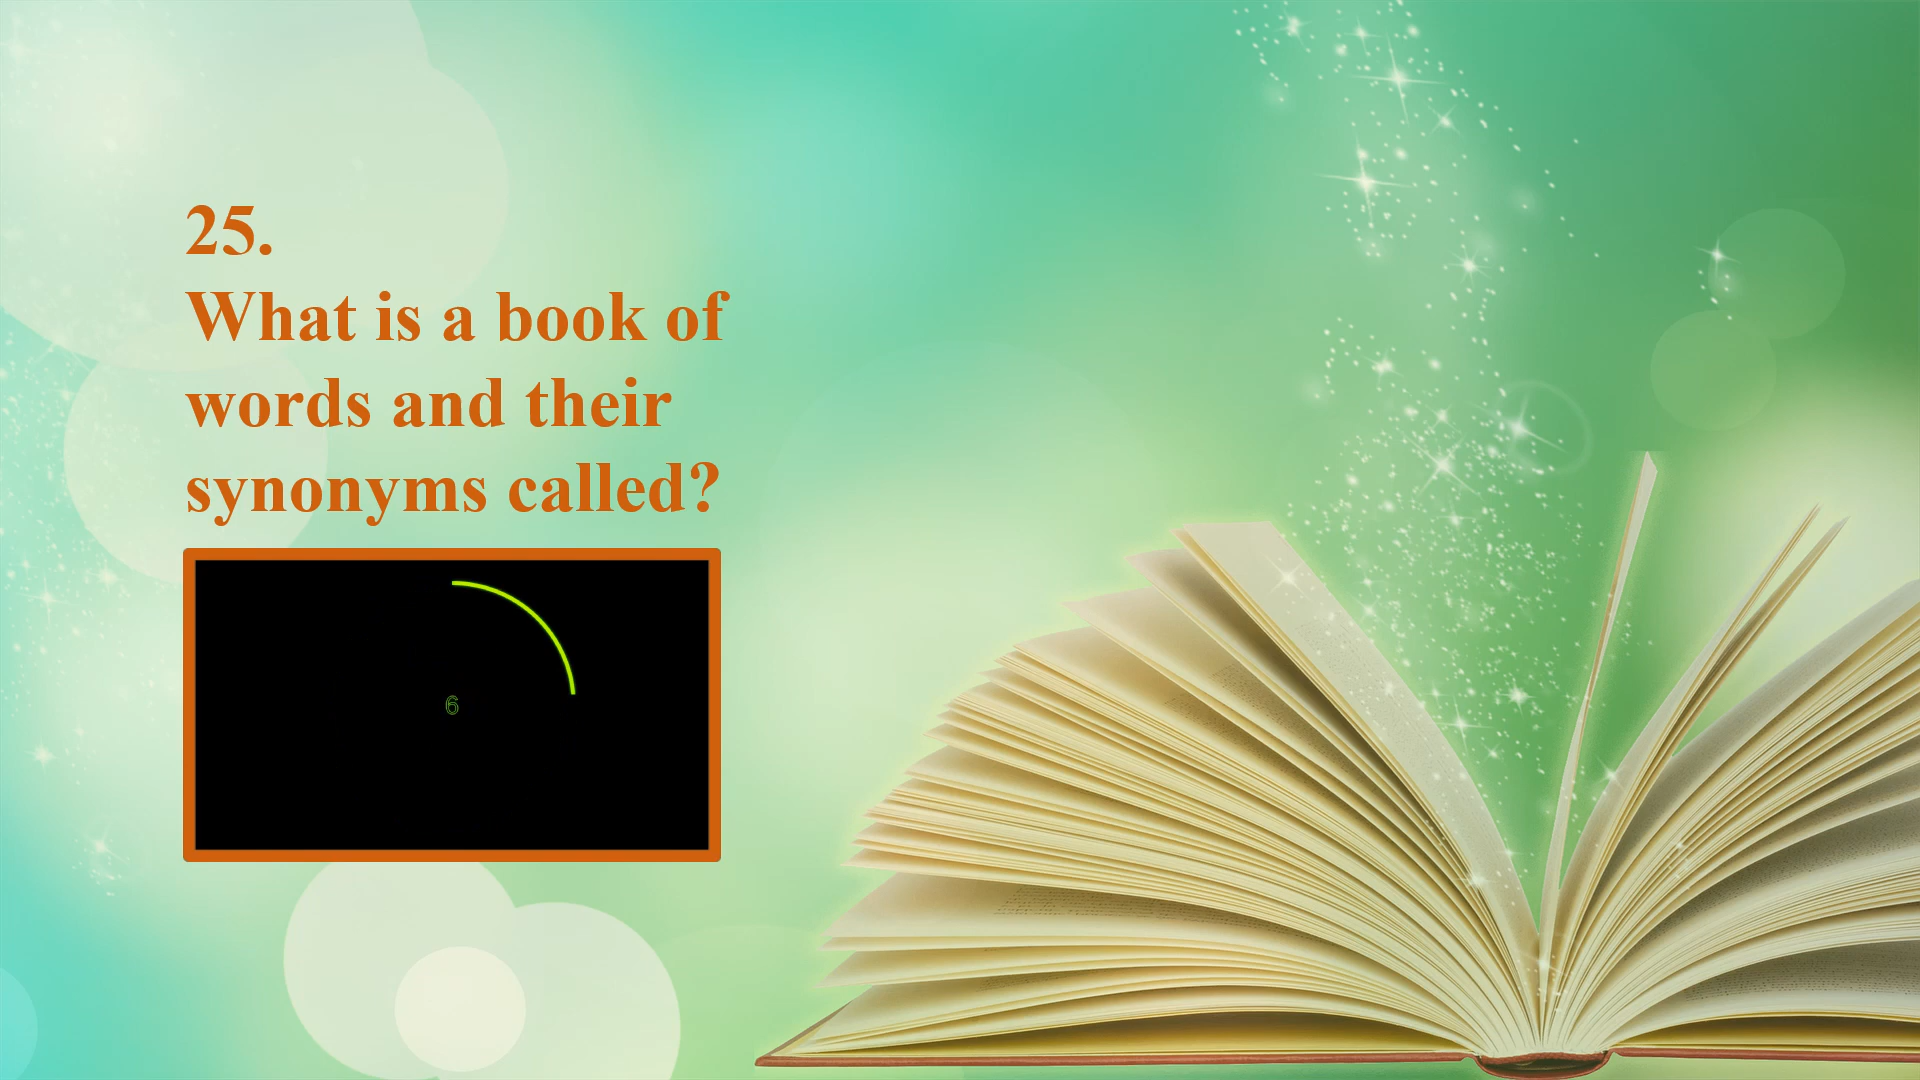 25.
What is a book of
words and their
synonyms called?
6